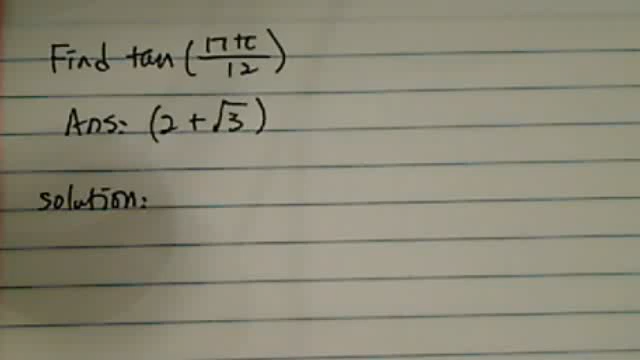 Find tan(17π/12)
Ans: (2 + √3)
solution: